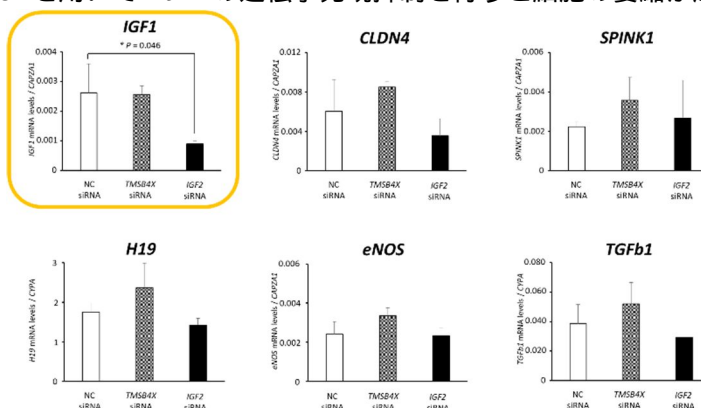 IGF1
* P = 0.046
IGF1 mRNA levels / CAPZA1
0.004
0.003
0.002
0.001
0
NC siRNA
TMSB4X siRNA
IGF2 siRNA
CLDN4
CLDN4 mRNA levels / CAPZA1
0.012
0.008
0.004
0
NC siRNA
TMSB4X siRNA
IGF2 siRNA
SPINK1
SPINK1 mRNA levels / CAPZA1
0.006
0.004
0.002
0
NC siRNA
TMSB4X siRNA
IGF2 siRNA
H19
H19 mRNA levels / CYPA
3
2
1
0
NC siRNA
TMSB4X siRNA
IGF2 siRNA
eNOS
eNOS mRNA levels / CAPZA1
0.006
0.004
0.002
0
NC siRNA
TMSB4X siRNA
IGF2 siRNA
TGFb1
TGFb1 mRNA levels / CYPA
0.080
0.060
0.040
0.020
0.000
NC siRNA
TMSB4X siRNA
IGF2 siRNA